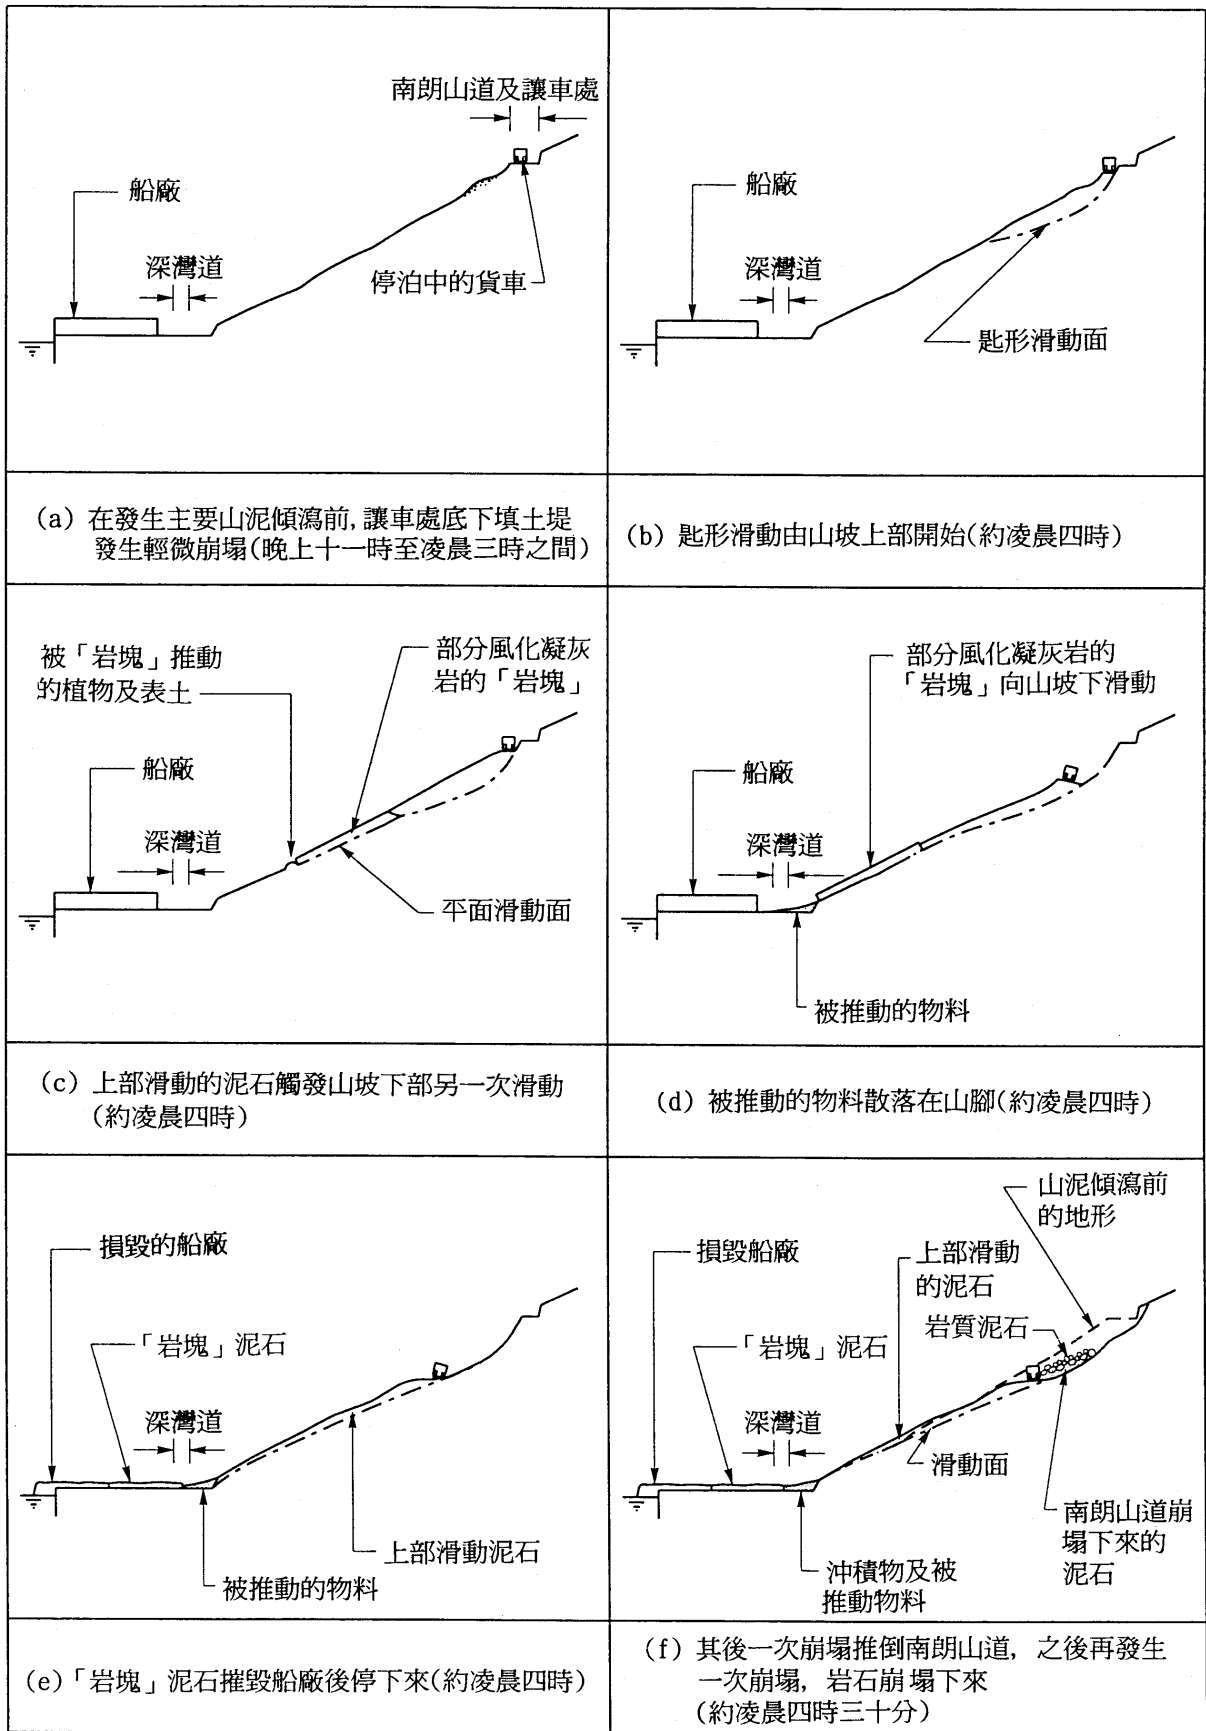 南朗山道及讓車處
船廠
深灣道
停泊中的貨車
(a) 在發生主要山泥傾瀉前,讓車處底下填土堤
發生輕微崩塌(晚上十一時至凌晨三時之間)
船廠
深灣道
匙形滑動面
(b) 匙形滑動由山坡上部開始(約凌晨四時)
被「岩塊」推動
的植物及表土
部分風化凝灰
岩的「岩塊」
船廠
深灣道
平面滑動面
(c) 上部滑動的泥石觸發山坡下部另一次滑動
(約凌晨四時)
部分風化凝灰岩的
「岩塊」向山坡下滑動
船廠
深灣道
被推動的物料
(d) 被推動的物料散落在山腳(約凌晨四時)
損毀的船廠
「岩塊」泥石
深灣道
上部滑動泥石
被推動的物料
(e)「岩塊」泥石摧毀船廠後停下來(約凌晨四時)
山泥傾瀉前
的地形
損毀船廠
上部滑動
的泥石
岩質泥石
「岩塊」泥石
深灣道
滑動面
南朗山道崩
塌下來的
泥石
沖積物及被
推動物料
(f) 其後一次崩塌推倒南朗山道, 之後再發生
一次崩塌, 岩石崩塌下來
(約凌晨四時三十分)